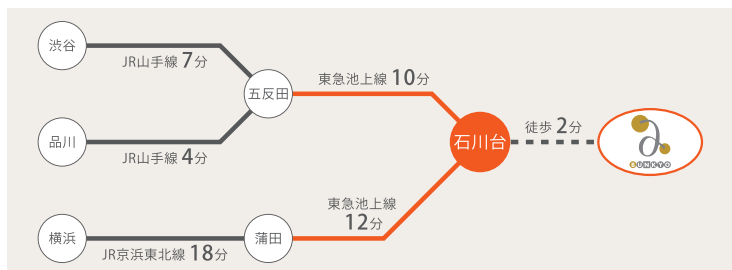 渋谷
JR山手線 7分
五反田
東急池上線 10分
品川
JR山手線 4分
石川台
徒歩 2分
BUNKYO
東急池上線
12分
横浜
JR京浜東北線 18分
蒲田